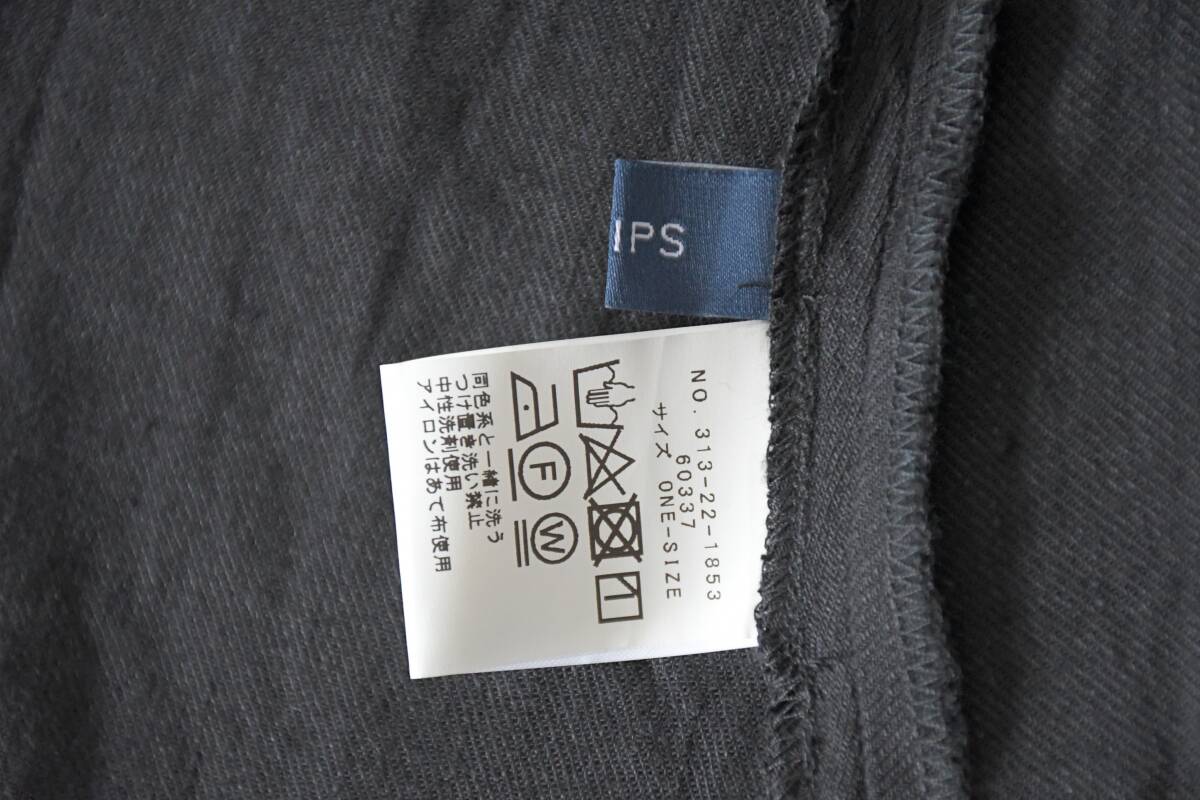 IPS
NO. 313-22-1853
60337
サイズ ONE-SIZE
F
W
同色系と一緒に洗う
つけ置き洗い禁止
中性洗剤使用
アイロンはあて布使用